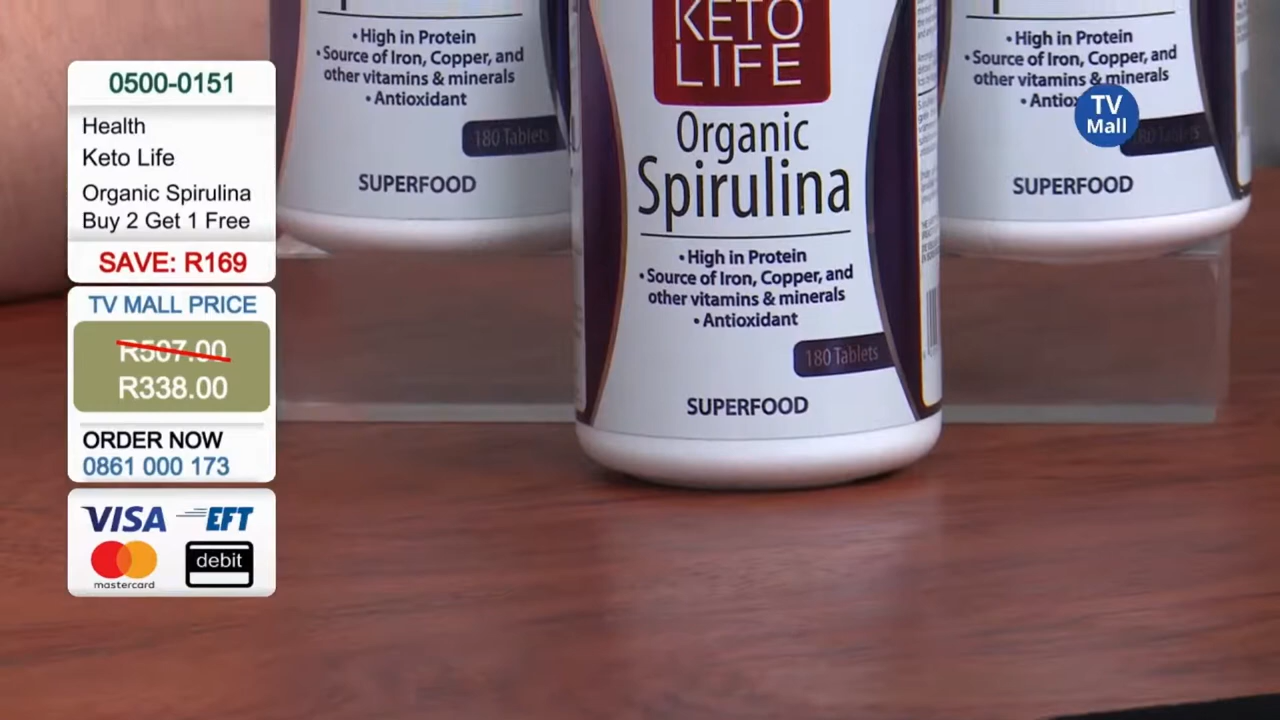 0500-0151
Health
Keto Life
Organic Spirulina
Buy 2 Get 1 Free
SAVE: R169
TV MALL PRICE
R507.00
R338.00
ORDER NOW
0861 000 173
VISA EFT
mastercard debit
•High in Protein
•Source of Iron, Copper, and
other vitamins & minerals
•Antioxidant
180 Tablets
SUPERFOOD
KETO
LIFE
Organic
Spirulina
•High in Protein
•Source of Iron, Copper, and
other vitamins & minerals
•Antioxidant
180 Tablets
SUPERFOOD
•High in Protein
•Source of Iron, Copper, and
other vitamins & minerals
TV
Mall
SUPERFOOD